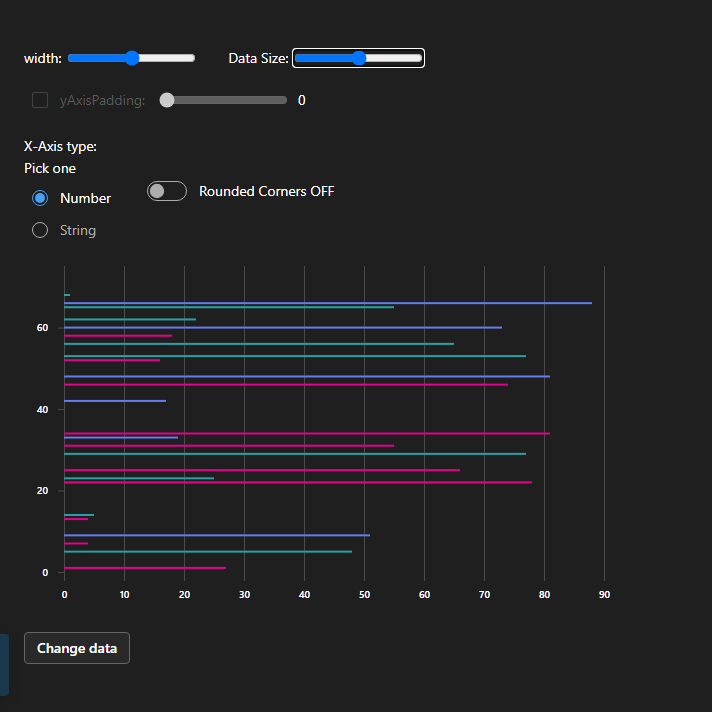 width: Data Size:
yAxisPadding: 0
X-Axis type:
Pick one
Number Rounded Corners OFF
String
60
40
20
0
0 10 20 30 40 50 60 70 80 90
Change data